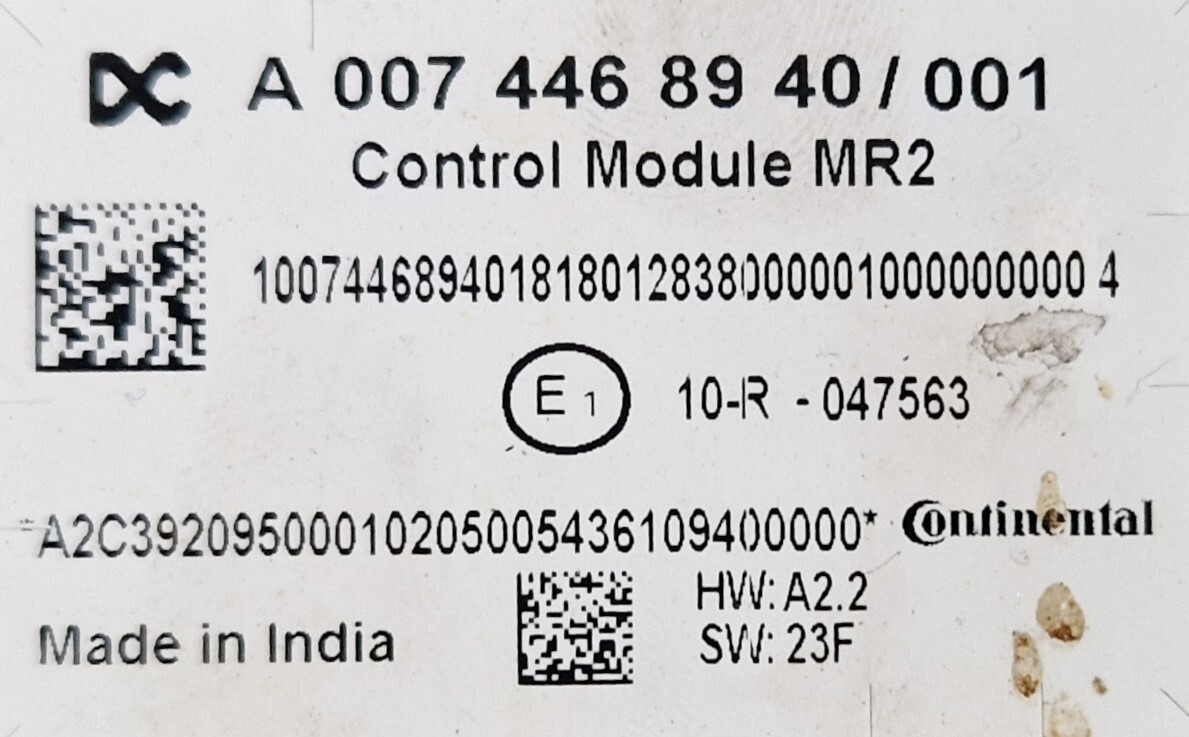 A 007 446 89 40 / 001
Control Module MR2
10074468940181801283800000100000000 4
E 1 10-R - 047563
*A2C39209500010205005436109400000* Continental
HW: A2.2
SW: 23F
Made in India